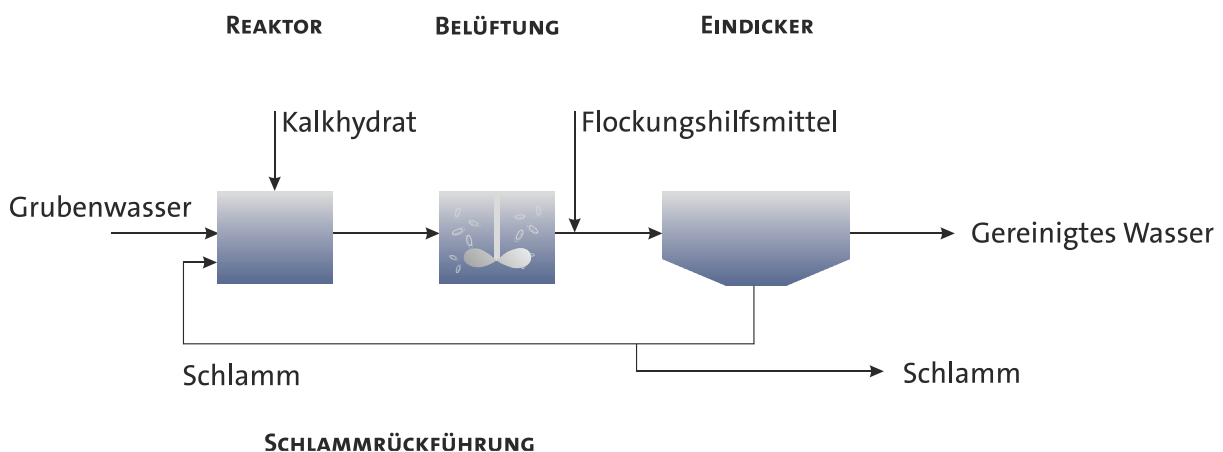 REAKTOR
BELÜFTUNG
EINDICKER
Kalkhydrat
Flockungshilfsmittel
Grubenwasser
Gereinigtes Wasser
Schlamm
Schlamm
SCHLAMMRÜCKFÜHRUNG